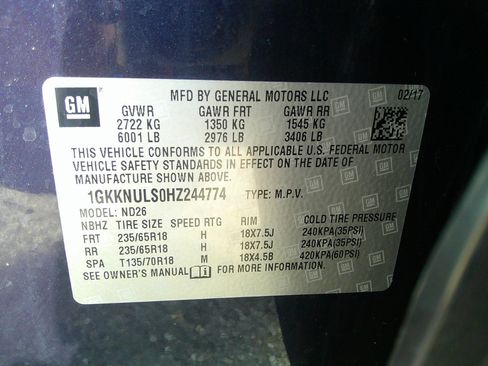 GM
MFD BY GENERAL MOTORS LLC 02/17
GVWR GAWR FRT GAWR RR
2722 KG 1350 KG 1545 KG
6001 LB 2976 LB 3406 LB
THIS VEHICLE CONFORMS TO ALL APPLICABLE U.S. FEDERAL MOTOR
VEHICLE SAFETY STANDARDS IN EFFECT ON THE DATE OF
MANUFACTURE SHOWN ABOVE.
1GKKNULS0HZ244774 TYPE: M.P.V.
MODEL: ND26
NBHZ TIRE SIZE SPEED RTG RIM COLD TIRE PRESSURE
FRT 235/65R18 H 18X7.5J 240KPA(35PSI)
RR 235/65R18 H 18X7.5J 240KPA(35PSI)
SPA T135/70R18 M 18X4.5B 420KPA(60PSI)
SEE OWNER'S MANUAL FOR MORE INFORMATION.